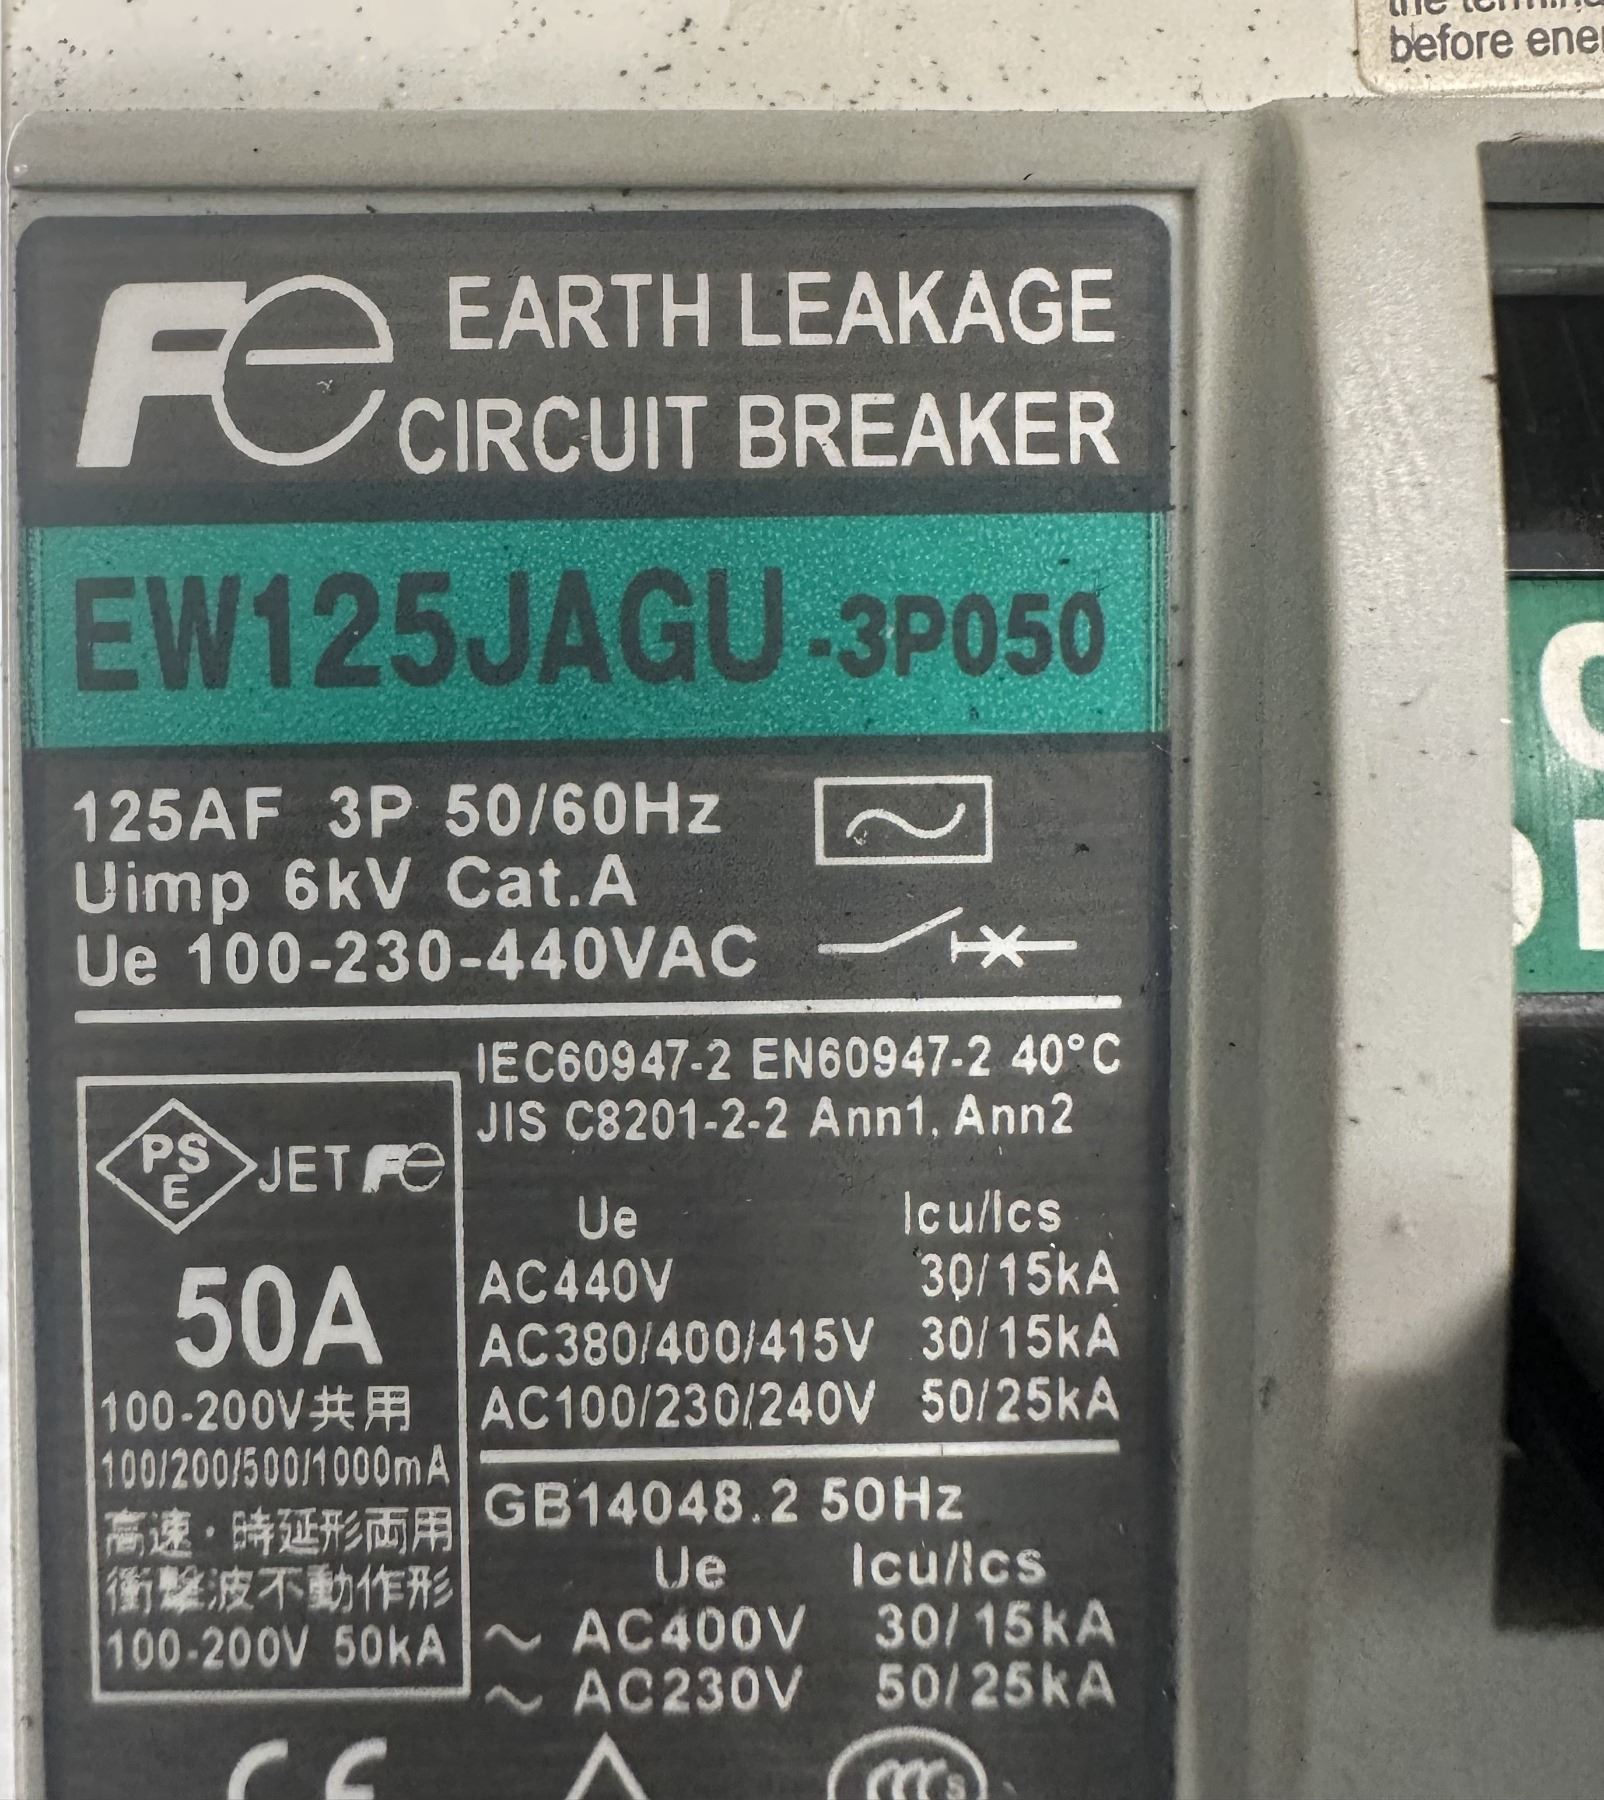 before
Fe EARTH LEAKAGE
CIRCUIT BREAKER
EW125JAGU-3P050
125AF 3P 50/60Hz
Uimp 6kV Cat.A
Ue 100-230-440VAC
IEC60947-2 EN60947-2 40°C
JIS C8201-2-2 Ann1, Ann2
PS
E
JET Fe
50A
100-200V共用
100/200/500/1000mA
高速・時延形両用
衝撃波不動作形
100-200V 50kA
Ue Icu/Ics
AC440V 30/15kA
AC380/400/415V 30/15kA
AC100/230/240V 50/25kA
GB14048.2 50Hz
Ue Icu/Ics
~ AC400V 30/15kA
~ AC230V 50/25kA
CE
CCC S